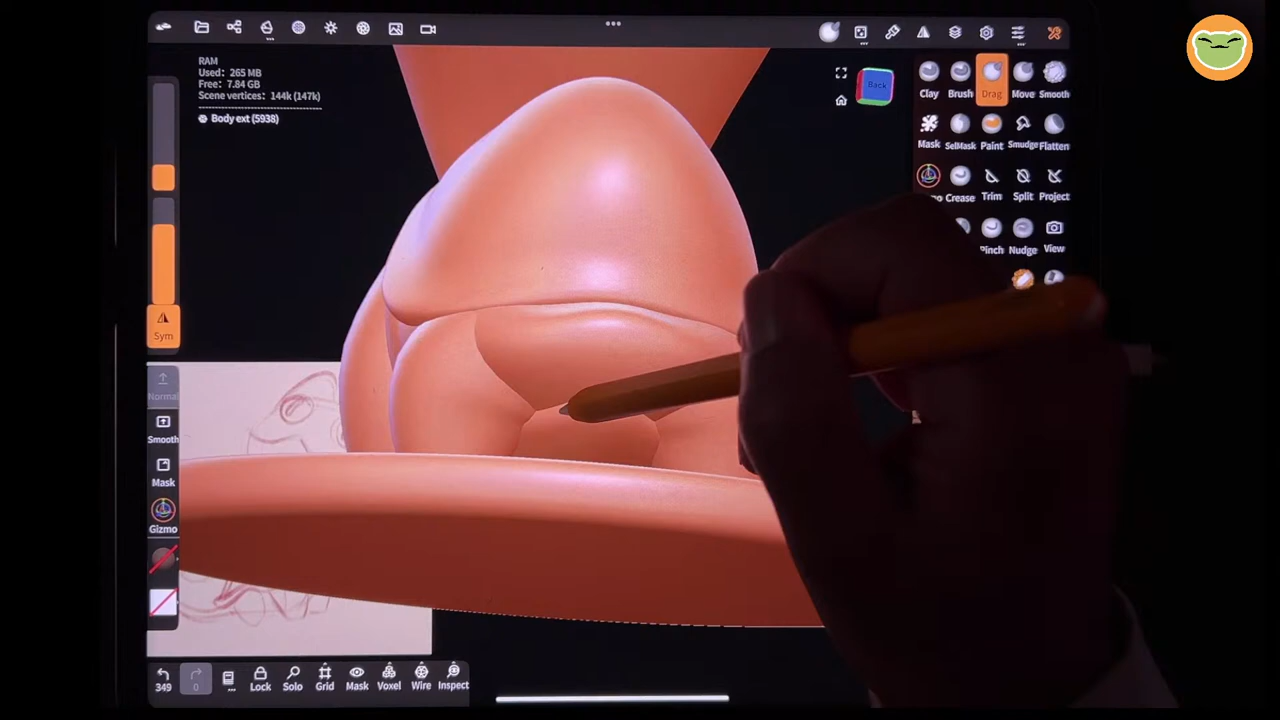 RAM
Used: 265 MB
Free: 7.84 GB
Scene vertices: 144k (147k)
Body ext (5938)
Back
Clay Brush Drag Move Smooth
Mask SelMask Paint Smudge Flatten
Crease Trim Split Project
Pinch Nudge View
Sym
Normal
Smooth
Mask
Gizmo
349 0 Lock Solo Grid Mask Voxel Wire Inspect